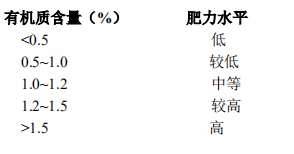 有机质含量（%） 肥力水平
<0.5 低
0.5~1.0 较低
1.0~1.2 中等
1.2~1.5 较高
>1.5 高